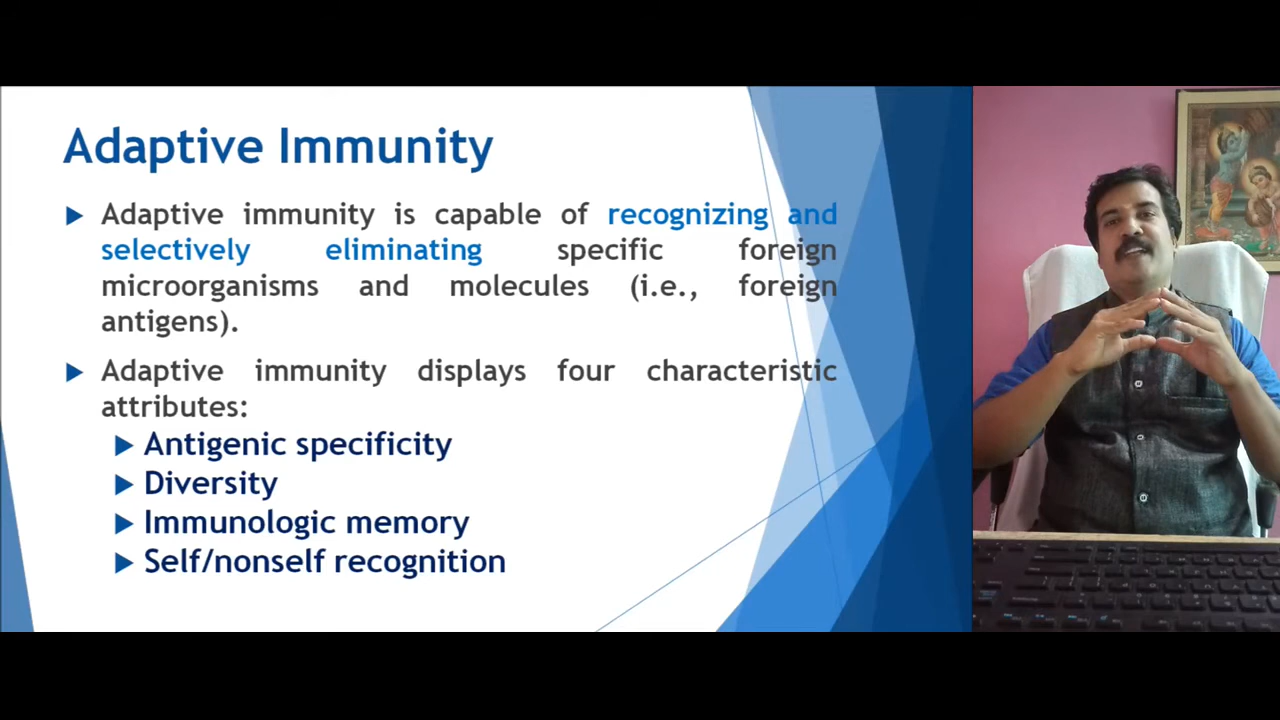 Adaptive Immunity
Adaptive immunity is capable of recognizing and
selectively eliminating specific foreign
microorganisms and molecules (i.e., foreign
antigens).
Adaptive immunity displays four characteristic
attributes:
Antigenic specificity
Diversity
Immunologic memory
Self/nonself recognition